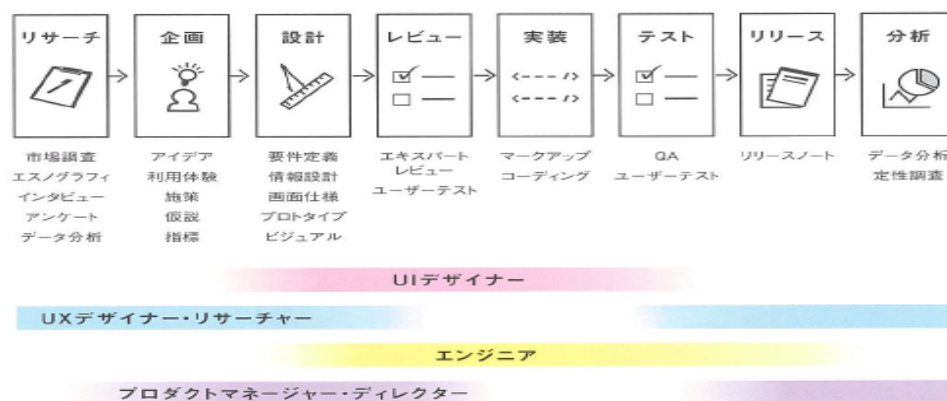 リサーチ
企画
設計
レビュー
実装
テスト
リリース
分析
<---/>
<---/>
市場調査
エスノグラフィ
インタビュー
アンケート
データ分析
アイデア
利用体験
施策
仮説
指標
要件定義
情報設計
画面仕様
プロトタイプ
ビジュアル
エキスパート
レビュー
ユーザーテスト
マークアップ
コーディング
QA
ユーザーテスト
リリースノート
データ分析
定性調査
UIデザイナー
UXデザイナー・リサーチャー
エンジニア
プロダクトマネージャー・ディレクター